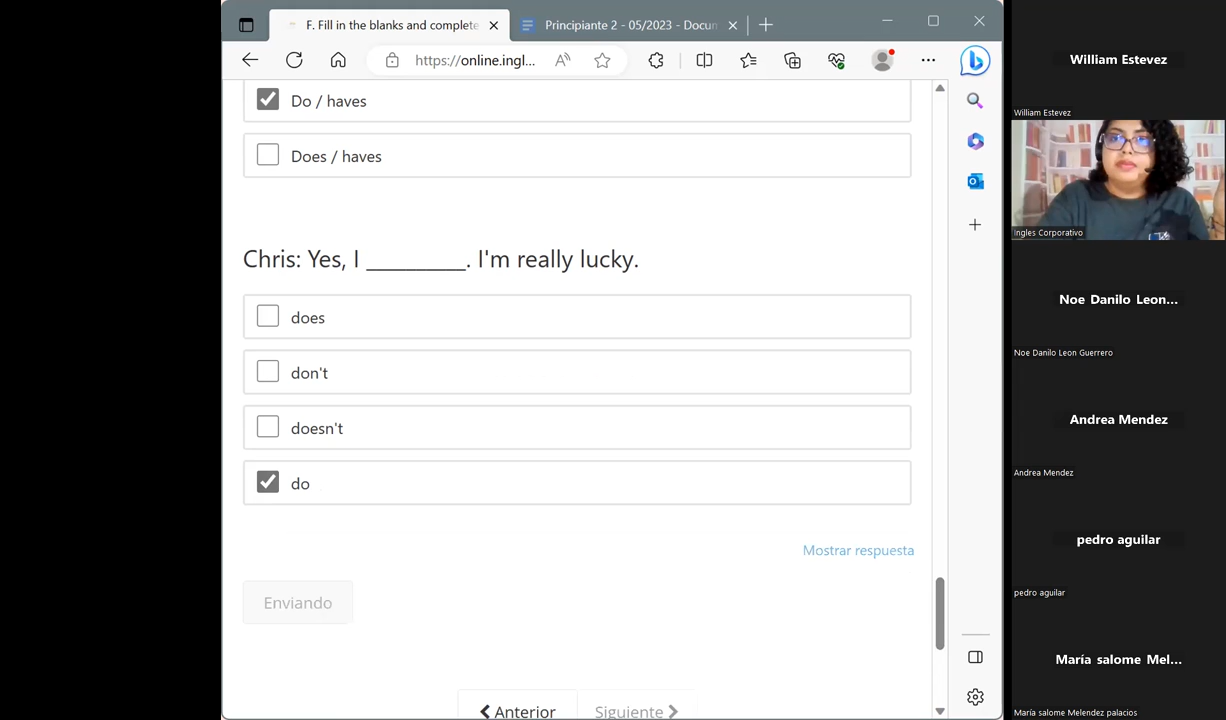 F. Fill in the blanks and complete
Principiante 2 - 05/2023 - Docum
https://online.ingl...
Do / haves
Does / haves
Chris: Yes, I __________. I'm really lucky.
does
don't
doesn't
do
Mostrar respuesta
Enviando
Anterior
Siguiente
William Estevez
William Estevez
Ingles Corporativo
Noe Danilo Leon...
Noe Danilo Leon Guerrero
Andrea Mendez
Andrea Mendez
pedro aguilar
pedro aguilar
María salome Mel...
María salome Melendez palacios